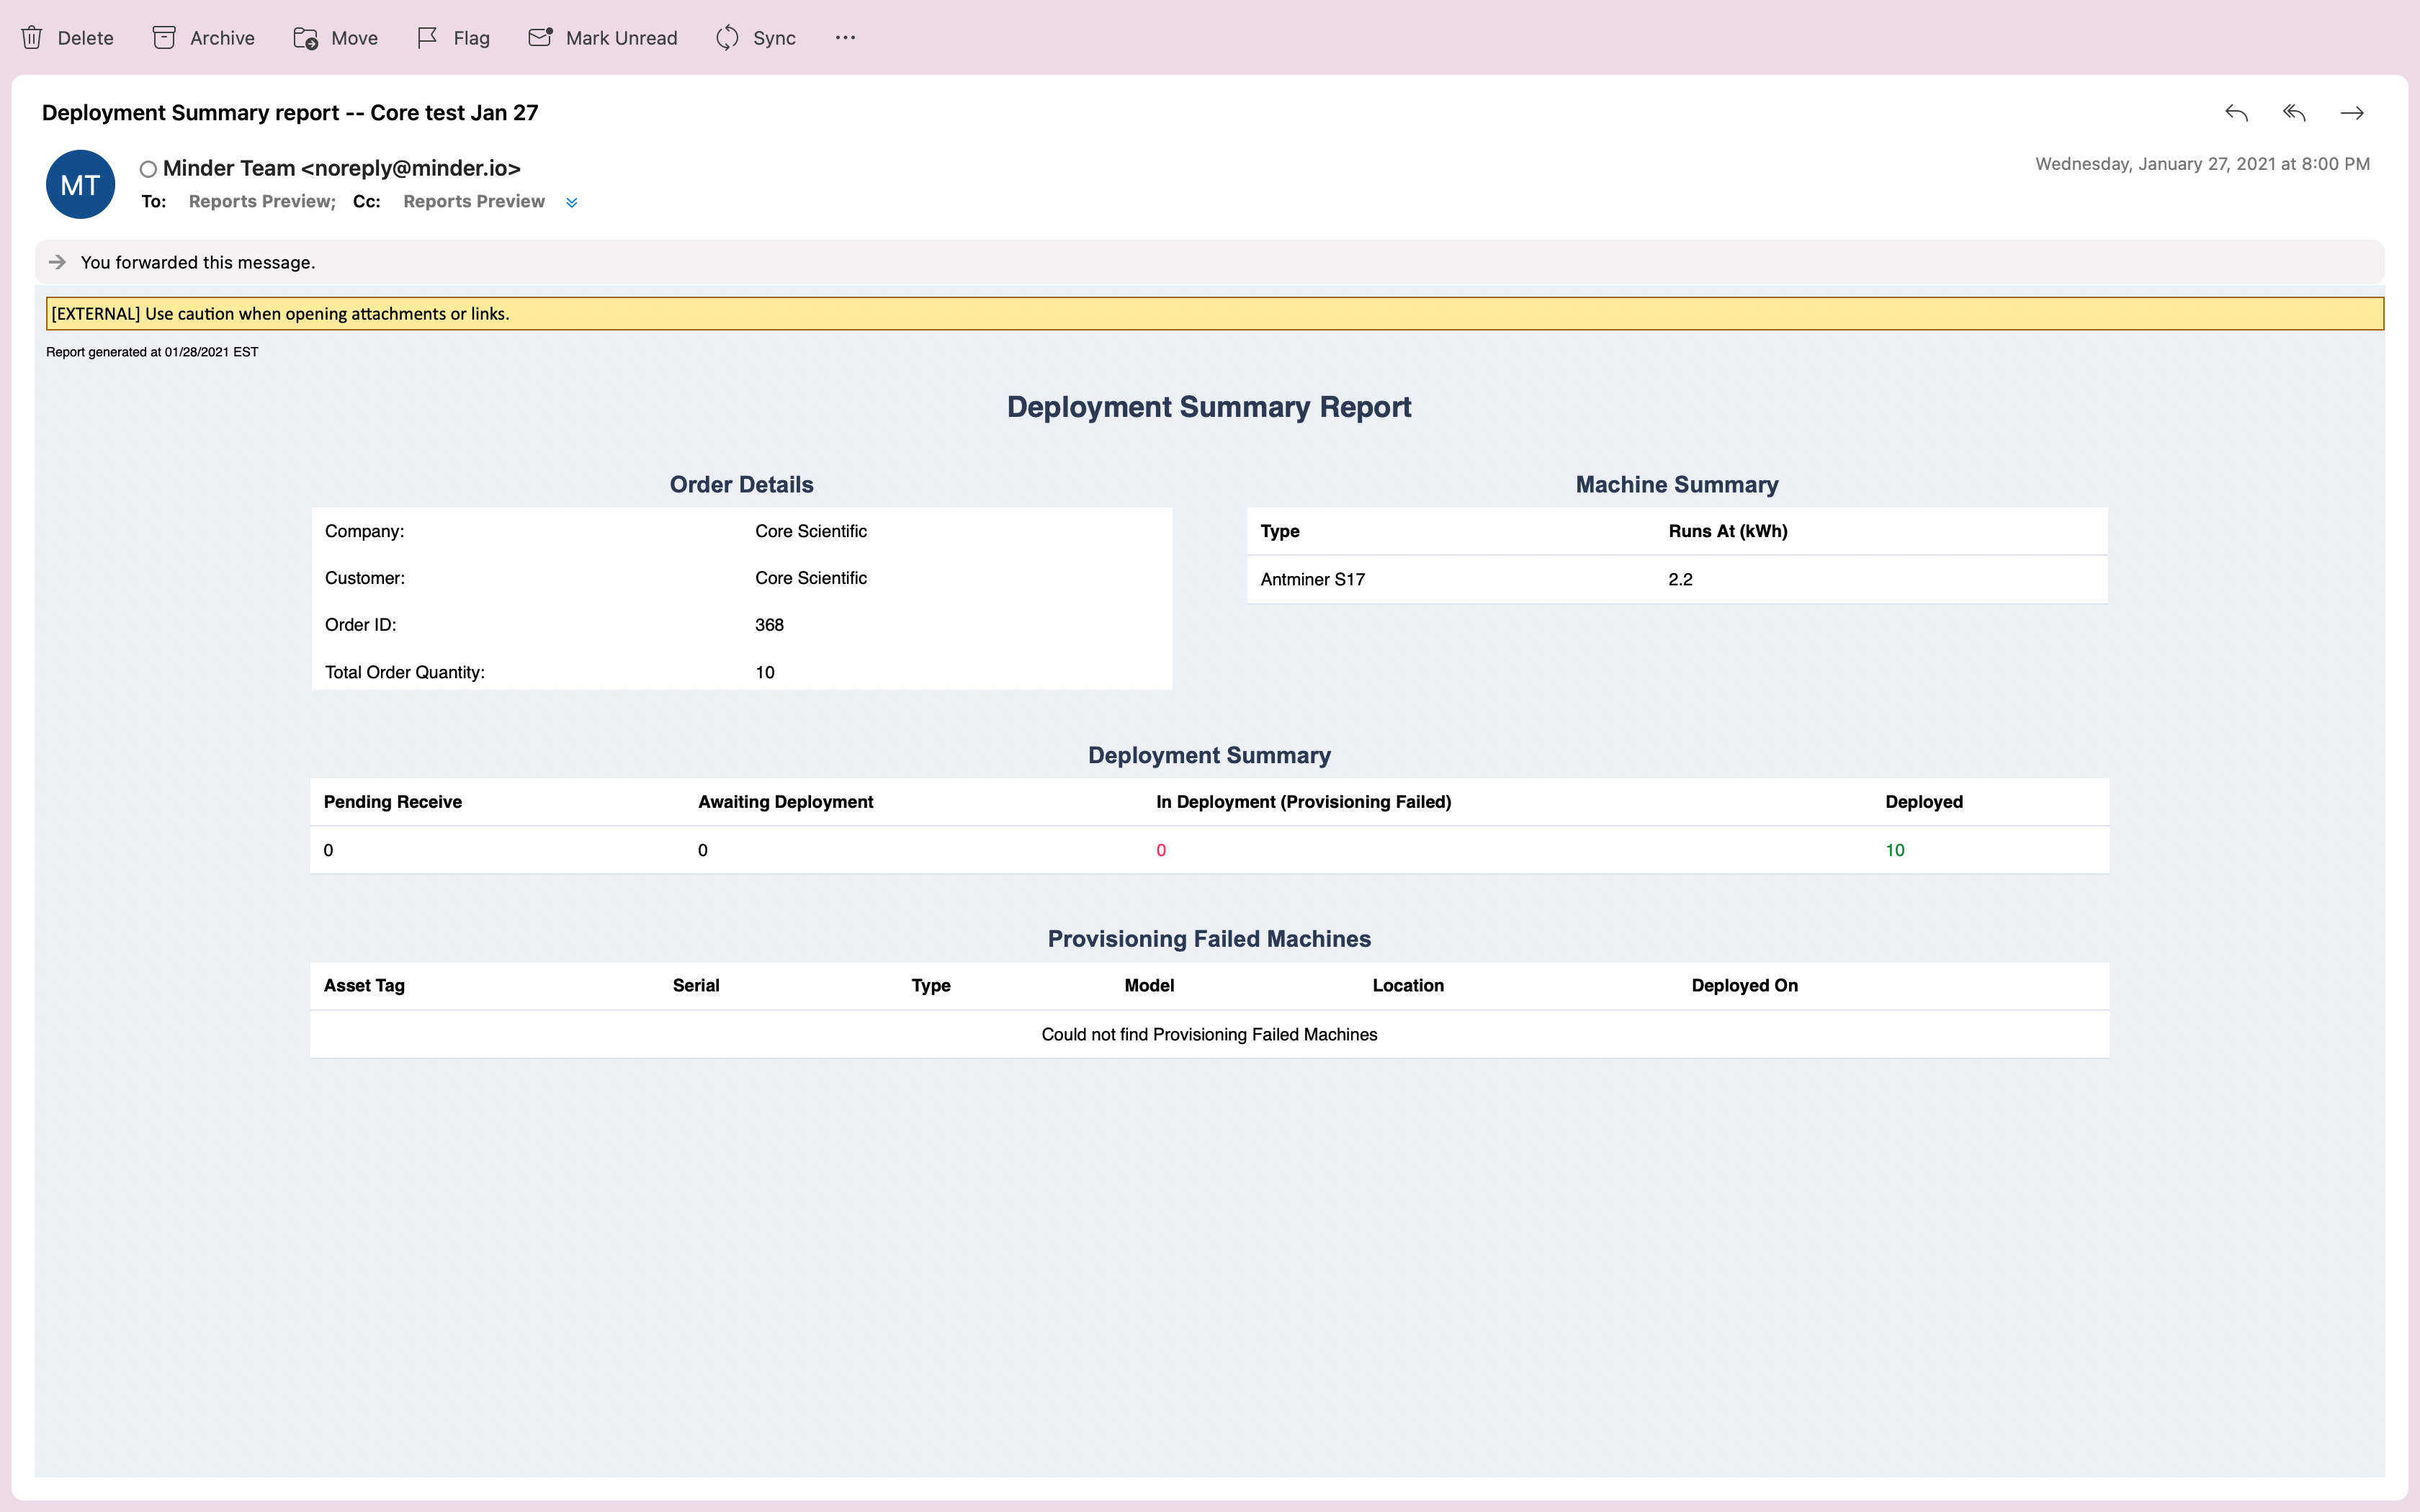 Delete Archive Move Flag Mark Unread Sync ...
Deployment Summary report -- Core test Jan 27
MT
Minder Team <noreply@minder.io>
Wednesday, January 27, 2021 at 8:00 PM
To: Reports Preview; Cc: Reports Preview
You forwarded this message.
[EXTERNAL] Use caution when opening attachments or links.
Report generated at 01/28/2021 EST
Deployment Summary Report
Order Details
Company: Core Scientific
Customer: Core Scientific
Order ID: 368
Total Order Quantity: 10
Machine Summary
Type Runs At (kWh)
Antminer S17 2.2
Deployment Summary
Pending Receive Awaiting Deployment In Deployment (Provisioning Failed) Deployed
0 0 0 10
Provisioning Failed Machines
Asset Tag Serial Type Model Location Deployed On
Could not find Provisioning Failed Machines